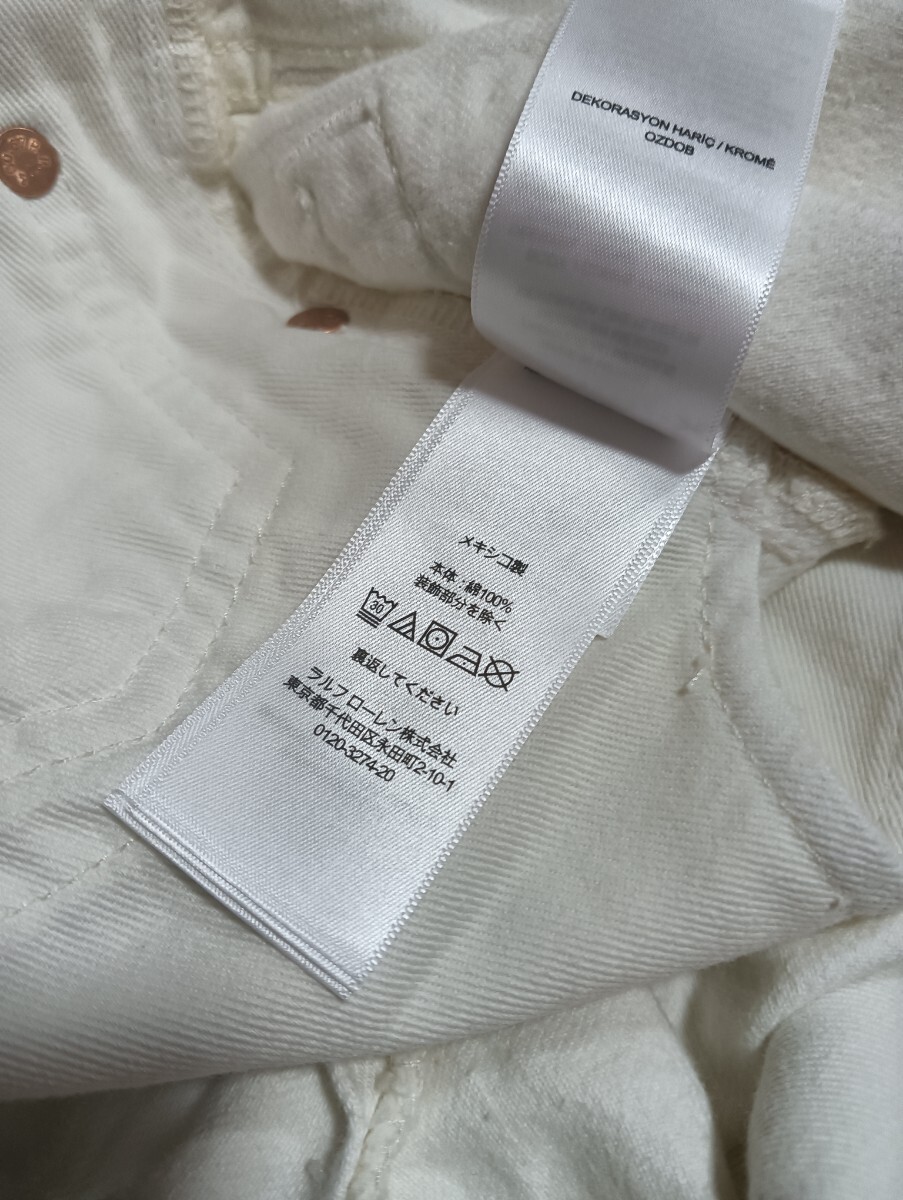 DEKORASYON HARİÇ / KROMĚ
OZDOB
メキシコ製
本体・綿100%
装飾部分を除く
30
裏返してください
ラルフ ローレン株式会社
東京都千代田区永田町2-10-1
0120-3274-20